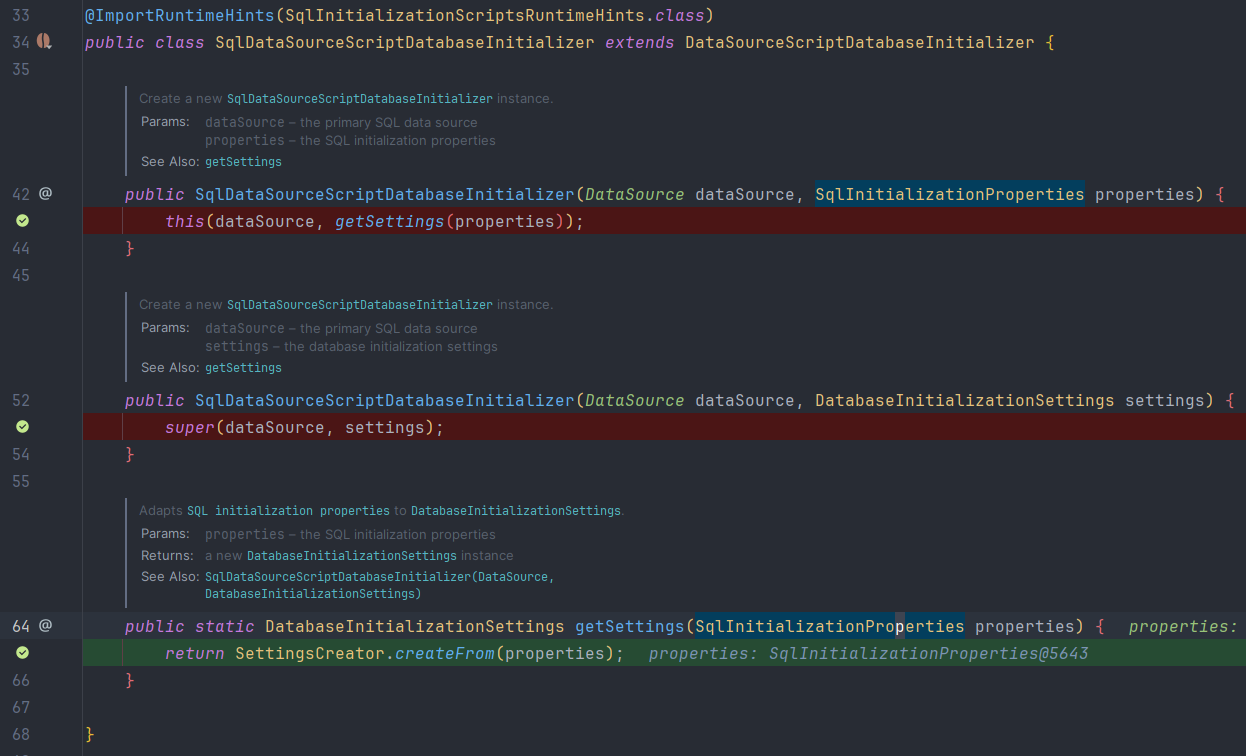 33 @ImportRuntimeHints(SqlInitializationScriptsRuntimeHints.class)
34 public class SqlDataSourceScriptDatabaseInitializer extends DataSourceScriptDatabaseInitializer {
35
Create a new SqlDataSourceScriptDatabaseInitializer instance.
Params: dataSource – the primary SQL data source
properties – the SQL initialization properties
See Also: getSettings
42 @ public SqlDataSourceScriptDatabaseInitializer(DataSource dataSource, SqlInitializationProperties properties) {
this(dataSource, getSettings(properties));
44 }
45
Create a new SqlDataSourceScriptDatabaseInitializer instance.
Params: dataSource – the primary SQL data source
settings – the database initialization settings
See Also: getSettings
52 public SqlDataSourceScriptDatabaseInitializer(DataSource dataSource, DatabaseInitializationSettings settings) {
super(dataSource, settings);
54 }
55
Adapts SQL initialization properties to DatabaseInitializationSettings.
Params: properties – the SQL initialization properties
Returns: a new DatabaseInitializationSettings instance
See Also: SqlDataSourceScriptDatabaseInitializer(DataSource,
DatabaseInitializationSettings)
64 @ public static DatabaseInitializationSettings getSettings(SqlInitializationProperties properties) { properties:
return SettingsCreator.createFrom(properties); properties: SqlInitializationProperties@5643
66 }
67
68 }